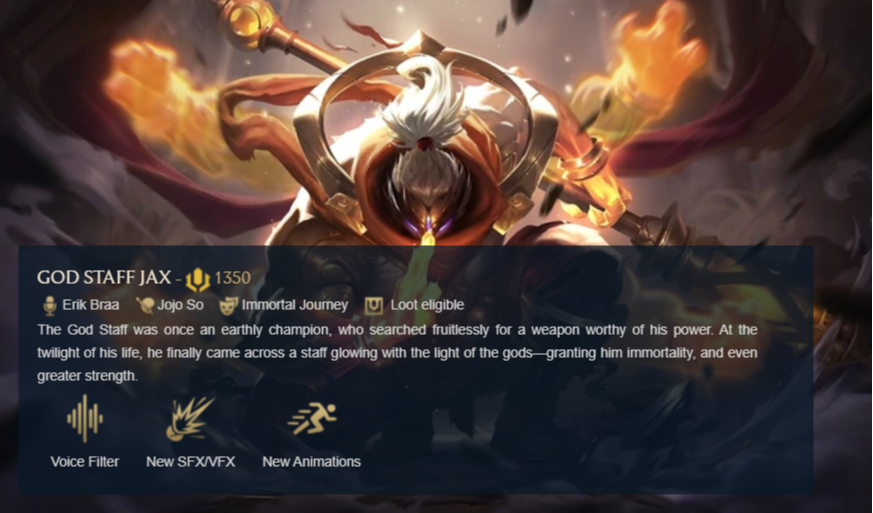 GOD STAFF JAX - 1350
Erik Braa Jojo So Immortal Journey Loot eligible
The God Staff was once an earthly champion, who searched fruitlessly for a weapon worthy of his power. At the
twilight of his life, he finally came across a staff glowing with the light of the gods—granting him immortality, and even
greater strength.
Voice Filter New SFX/VFX New Animations